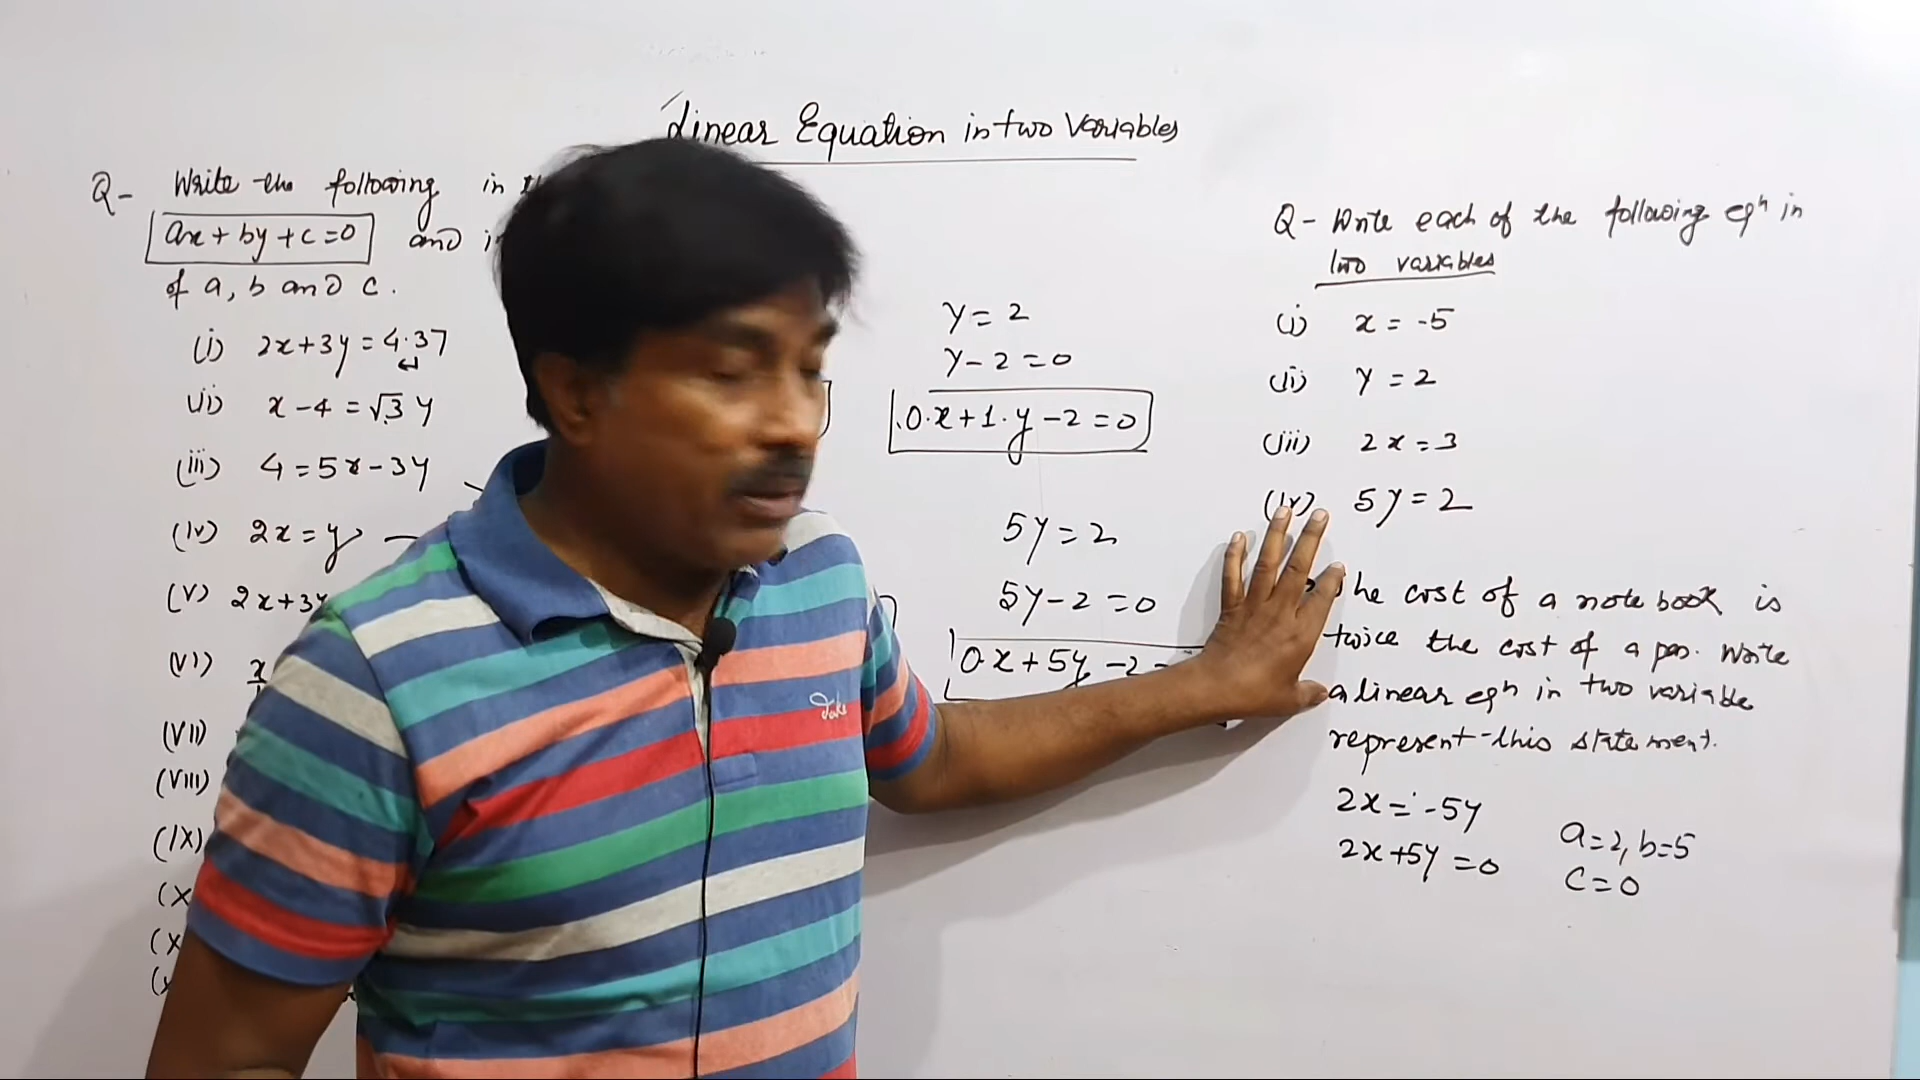 Linear Equation in two Variables
Q- Write the following in
ax+by+c=0 and
of a, b and c.
(i) 2x+3y=4.37
(ii) x-4=√3 y
(iii) 4=5x-3y
(iv) 2x=y
(v) 2x+3y
(vi) x
(vii)
(viii)
(ix)
(x
(x
(x
y=2
y-2=0
0.x+1.y-2=0
5y=2
5y-2=0
0.x+5y-2
Q- Write each of the following eqn in
two variables
(i) x=-5
(ii) y=2
(iii) 2x=3
(iv) 5y=2
The cost of a note book is
twice the cost of a pen. Write
a linear eqn in two variable
represent this statement.
2x=-5y
2x+5y=0
a=2, b=5
c=0